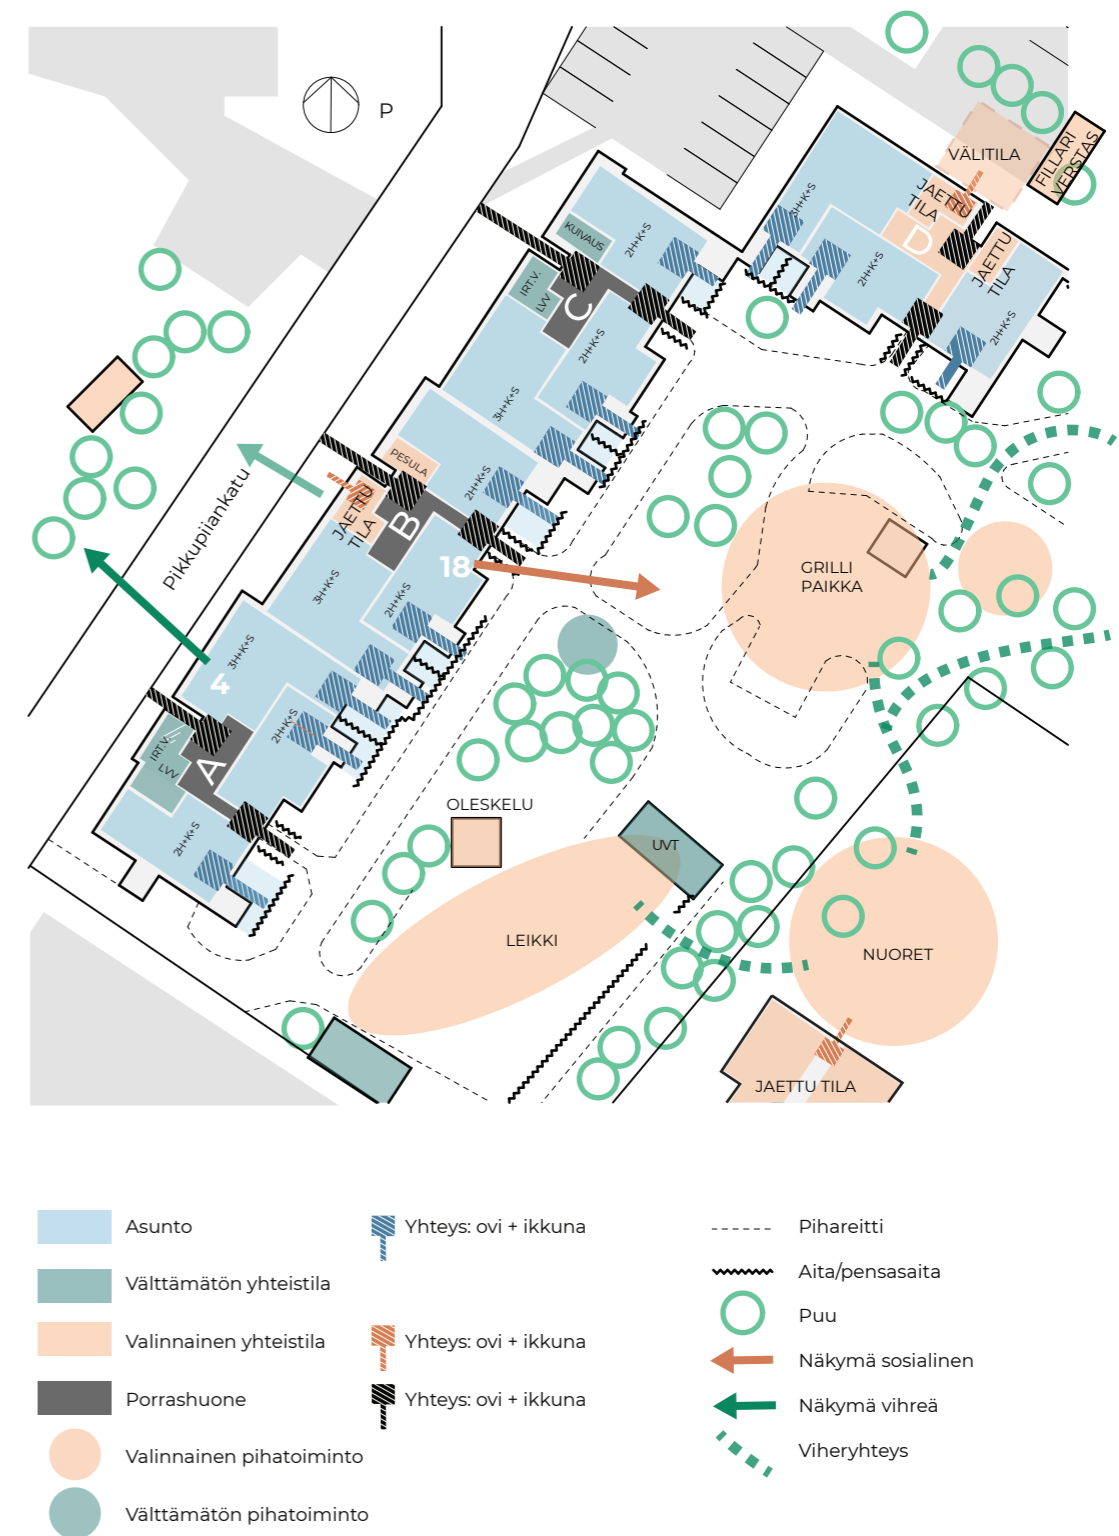 P
VÄLITILA
FILLARI
VERSTAS
JAETTU
TILA
3H+K+S
D
JAETTU
TILA
2H+K+S
2H+K+S
KUIVAUS
2H+K+S
IRT.V.
LVV
C
2H+K+S
3H+K+S
PESULA
2H+K+S
JAETTU
TILA
B
Pikkupiiankatu
18
GRILLI
PAIKKA
3H+K+S
2H+K+S
3H+K+S
4
2H+K+S
IRT.V.
LVV
A
2H+K+S
OLESKELU
UVT
LEIKKI
NUORET
JAETTU TILA
Asunto
Välttämätön yhteistila
Valinnainen yhteistila
Porrashuone
Valinnainen pihatoiminto
Välttämätön pihatoiminto
Yhteys: ovi + ikkuna
Yhteys: ovi + ikkuna
Yhteys: ovi + ikkuna
Pihareitti
Aita/pensasaita
Puu
Näkymä sosialinen
Näkymä vihreä
Viheryhteys